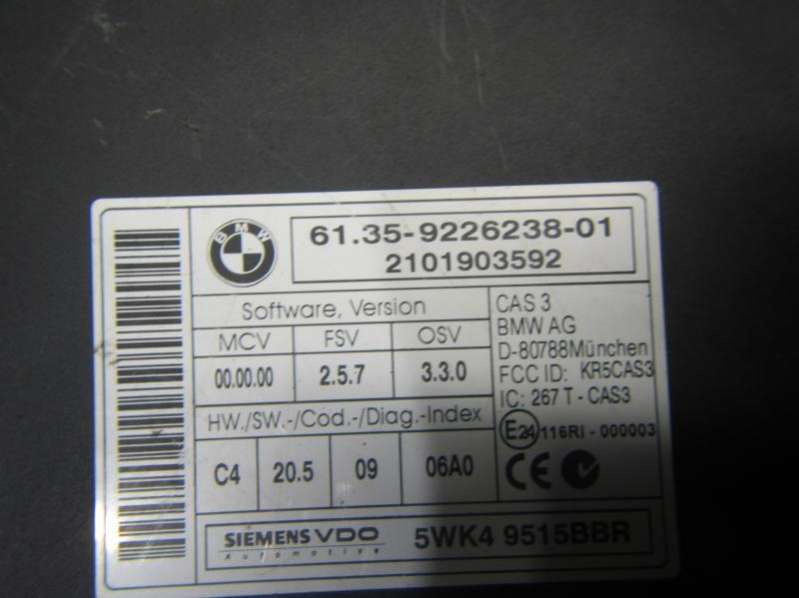 BMW
61.35-9226238-01
2101903592
Software, Version
MCV FSV OSV
00.00.00 2.5.7 3.3.0
HW./SW.-/Cod.-/Diag.-Index
C4 20.5 09 06A0
CAS 3
BMW AG
D-80788München
FCC ID: KR5CAS3
IC: 267 T - CAS3
E24 116RI - 000003
CE
SIEMENS VDO
Automotive
5WK4 9515BBR